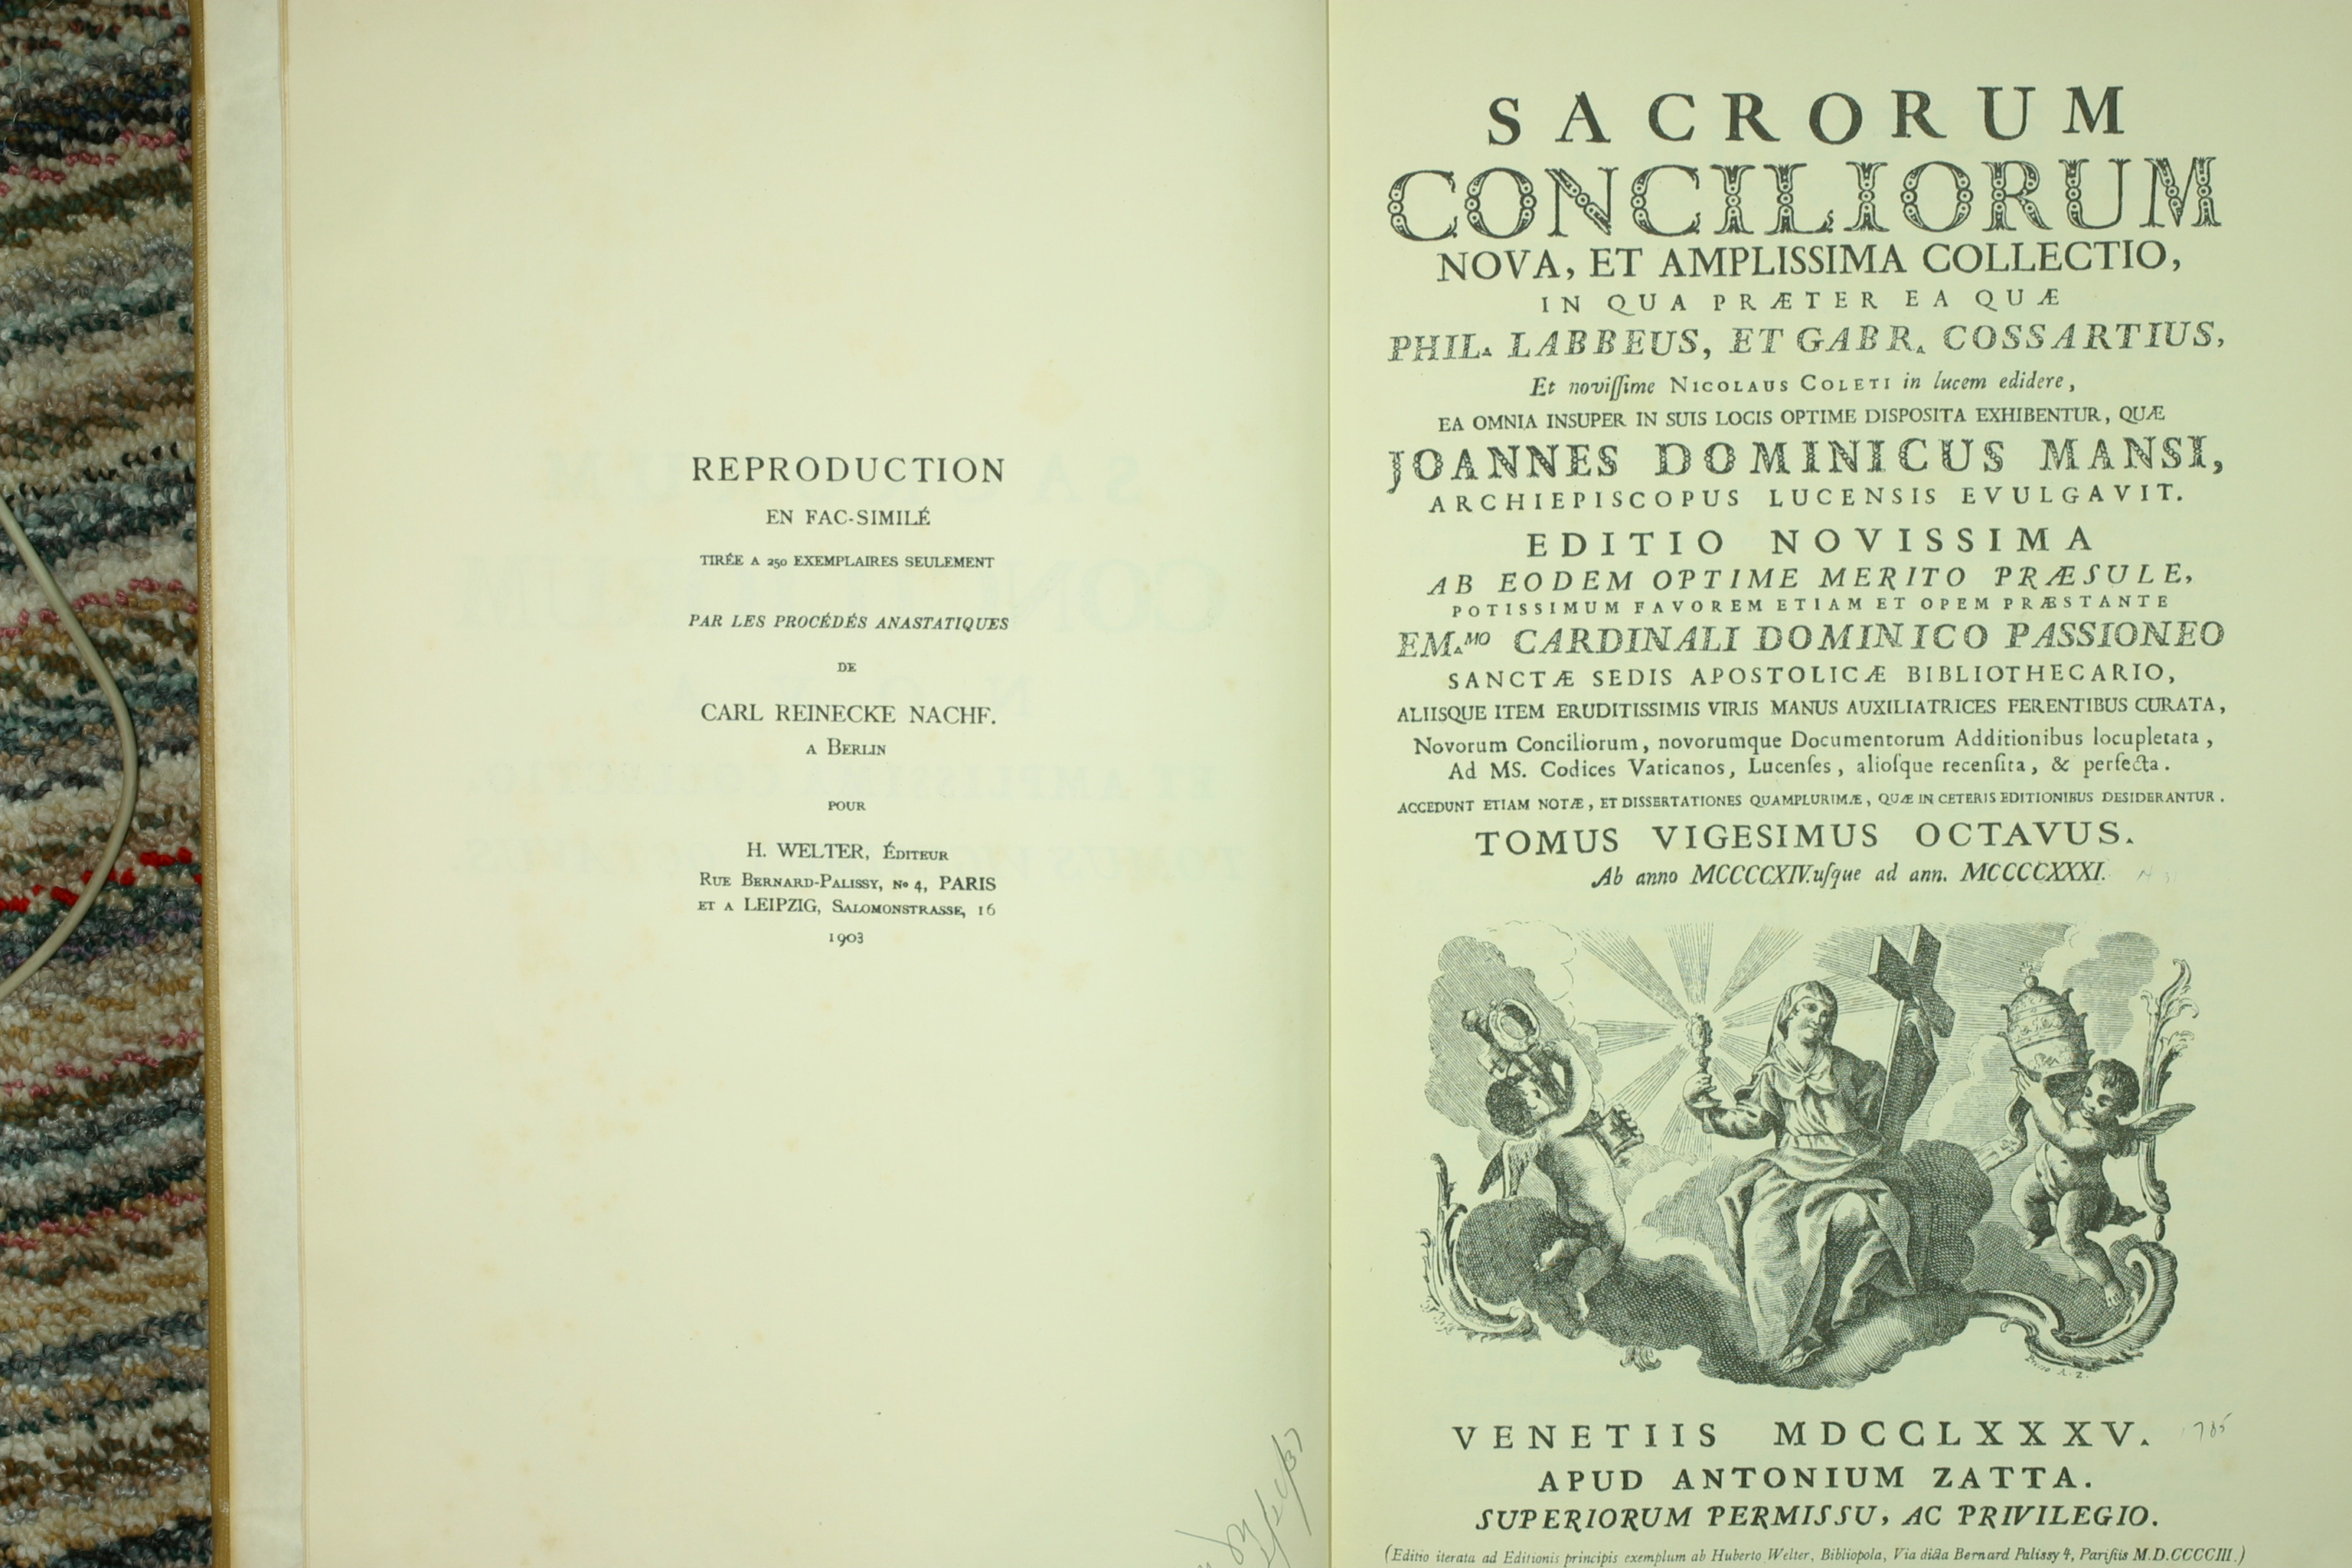 REPRODUCTION
EN FAC-SIMILÉ
TIRÉE A 250 EXEMPLAIRES SEULEMENT
PAR LES PROCÉDÉS ANASTATIQUES
DE
CARL REINECKE NACHF.
A BERLIN
POUR
H. WELTER, ÉDITEUR
RUE BERNARD-PALISSY, No 4, PARIS
ET A LEIPZIG, SALOMONSTRASSE, 16
1903
SACRORUM
CONCILIORUM
NOVA, ET AMPLISSIMA COLLECTIO,
IN QUA PRÆTER EA QUÆ
PHIL. LABBEUS, ET GABR. COSSARTIUS,
Et noviſſime NICOLAUS COLETI in lucem edidere,
EA OMNIA INSUPER IN SUIS LOCIS OPTIME DISPOSITA EXHIBENTUR, QUÆ
JOANNES DOMINICUS MANSI,
ARCHIEPISCOPUS LUCENSIS EVULGAVIT.
EDITIO NOVISSIMA
AB EODEM OPTIME MERITO PRÆSULE,
POTISSIMUM FAVOREM ETIAM ET OPEM PRÆSTANTE
EM.MO CARDINALI DOMINICO PASSIONEO
SANCTÆ SEDIS APOSTOLICÆ BIBLIOTHECARIO,
ALIISQUE ITEM ERUDITISSIMIS VIRIS MANUS AUXILIATRICES FERENTIBUS CURATA,
Novorum Conciliorum, novorumque Documentorum Additionibus locupletata,
Ad MS. Codices Vaticanos, Lucenſes, alioſque recenſita, & perfecta.
ACCEDUNT ETIAM NOTÆ, ET DISSERTATIONES QUAMPLURIMÆ, QUÆ IN CETERIS EDITIONIBUS DESIDERANTUR.
TOMUS VIGESIMUS OCTAVUS.
Ab anno MCCCCXIV. uſque ad ann. MCCCCXXXI.
VENETIIS MDCCLXXXV.
1785
APUD ANTONIUM ZATTA.
SUPERIORUM PERMISSU, AC PRIVILEGIO.
(Editio iterata ad Editionis principis exemplum ab Huberto Welter, Bibliopola, Via dicta Bernard Palissy 4, Pariſiis M.D.CCCCIII.)